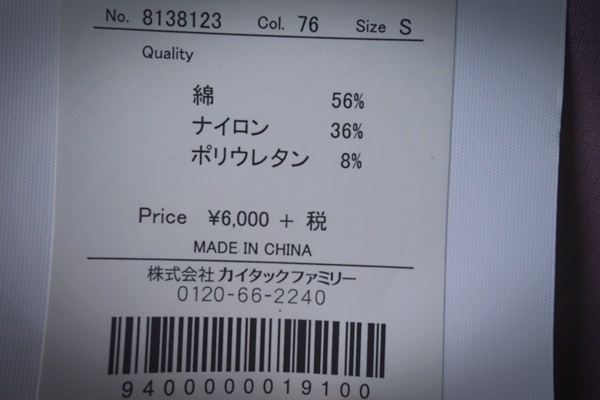 No. 8138123 Col. 76 Size S
Quality
綿 56%
ナイロン 36%
ポリウレタン 8%
Price ¥6,000 + 税
MADE IN CHINA
株式会社 カイタックファミリー
0120-66-2240
9400000019100